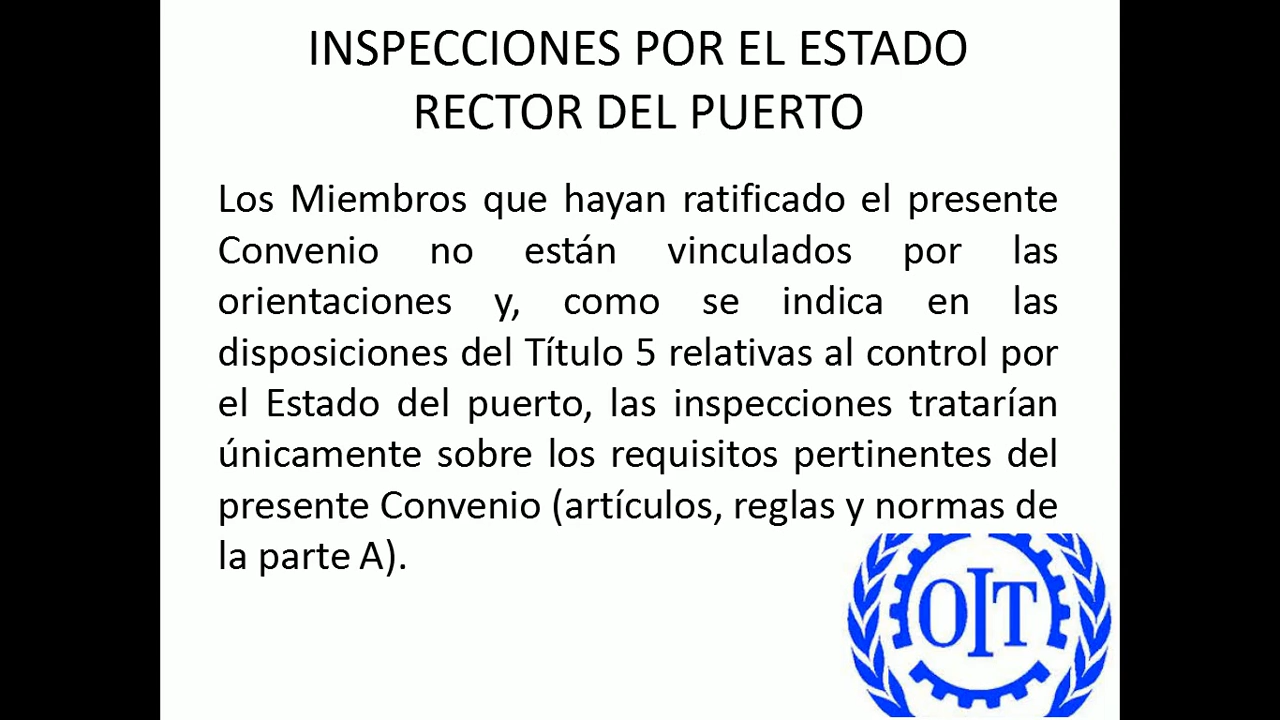 INSPECCIONES POR EL ESTADO
RECTOR DEL PUERTO
Los Miembros que hayan ratificado el presente
Convenio no están vinculados por las
orientaciones y, como se indica en las
disposiciones del Título 5 relativas al control por
el Estado del puerto, las inspecciones tratarían
únicamente sobre los requisitos pertinentes del
presente Convenio (artículos, reglas y normas de
la parte A).
OIT